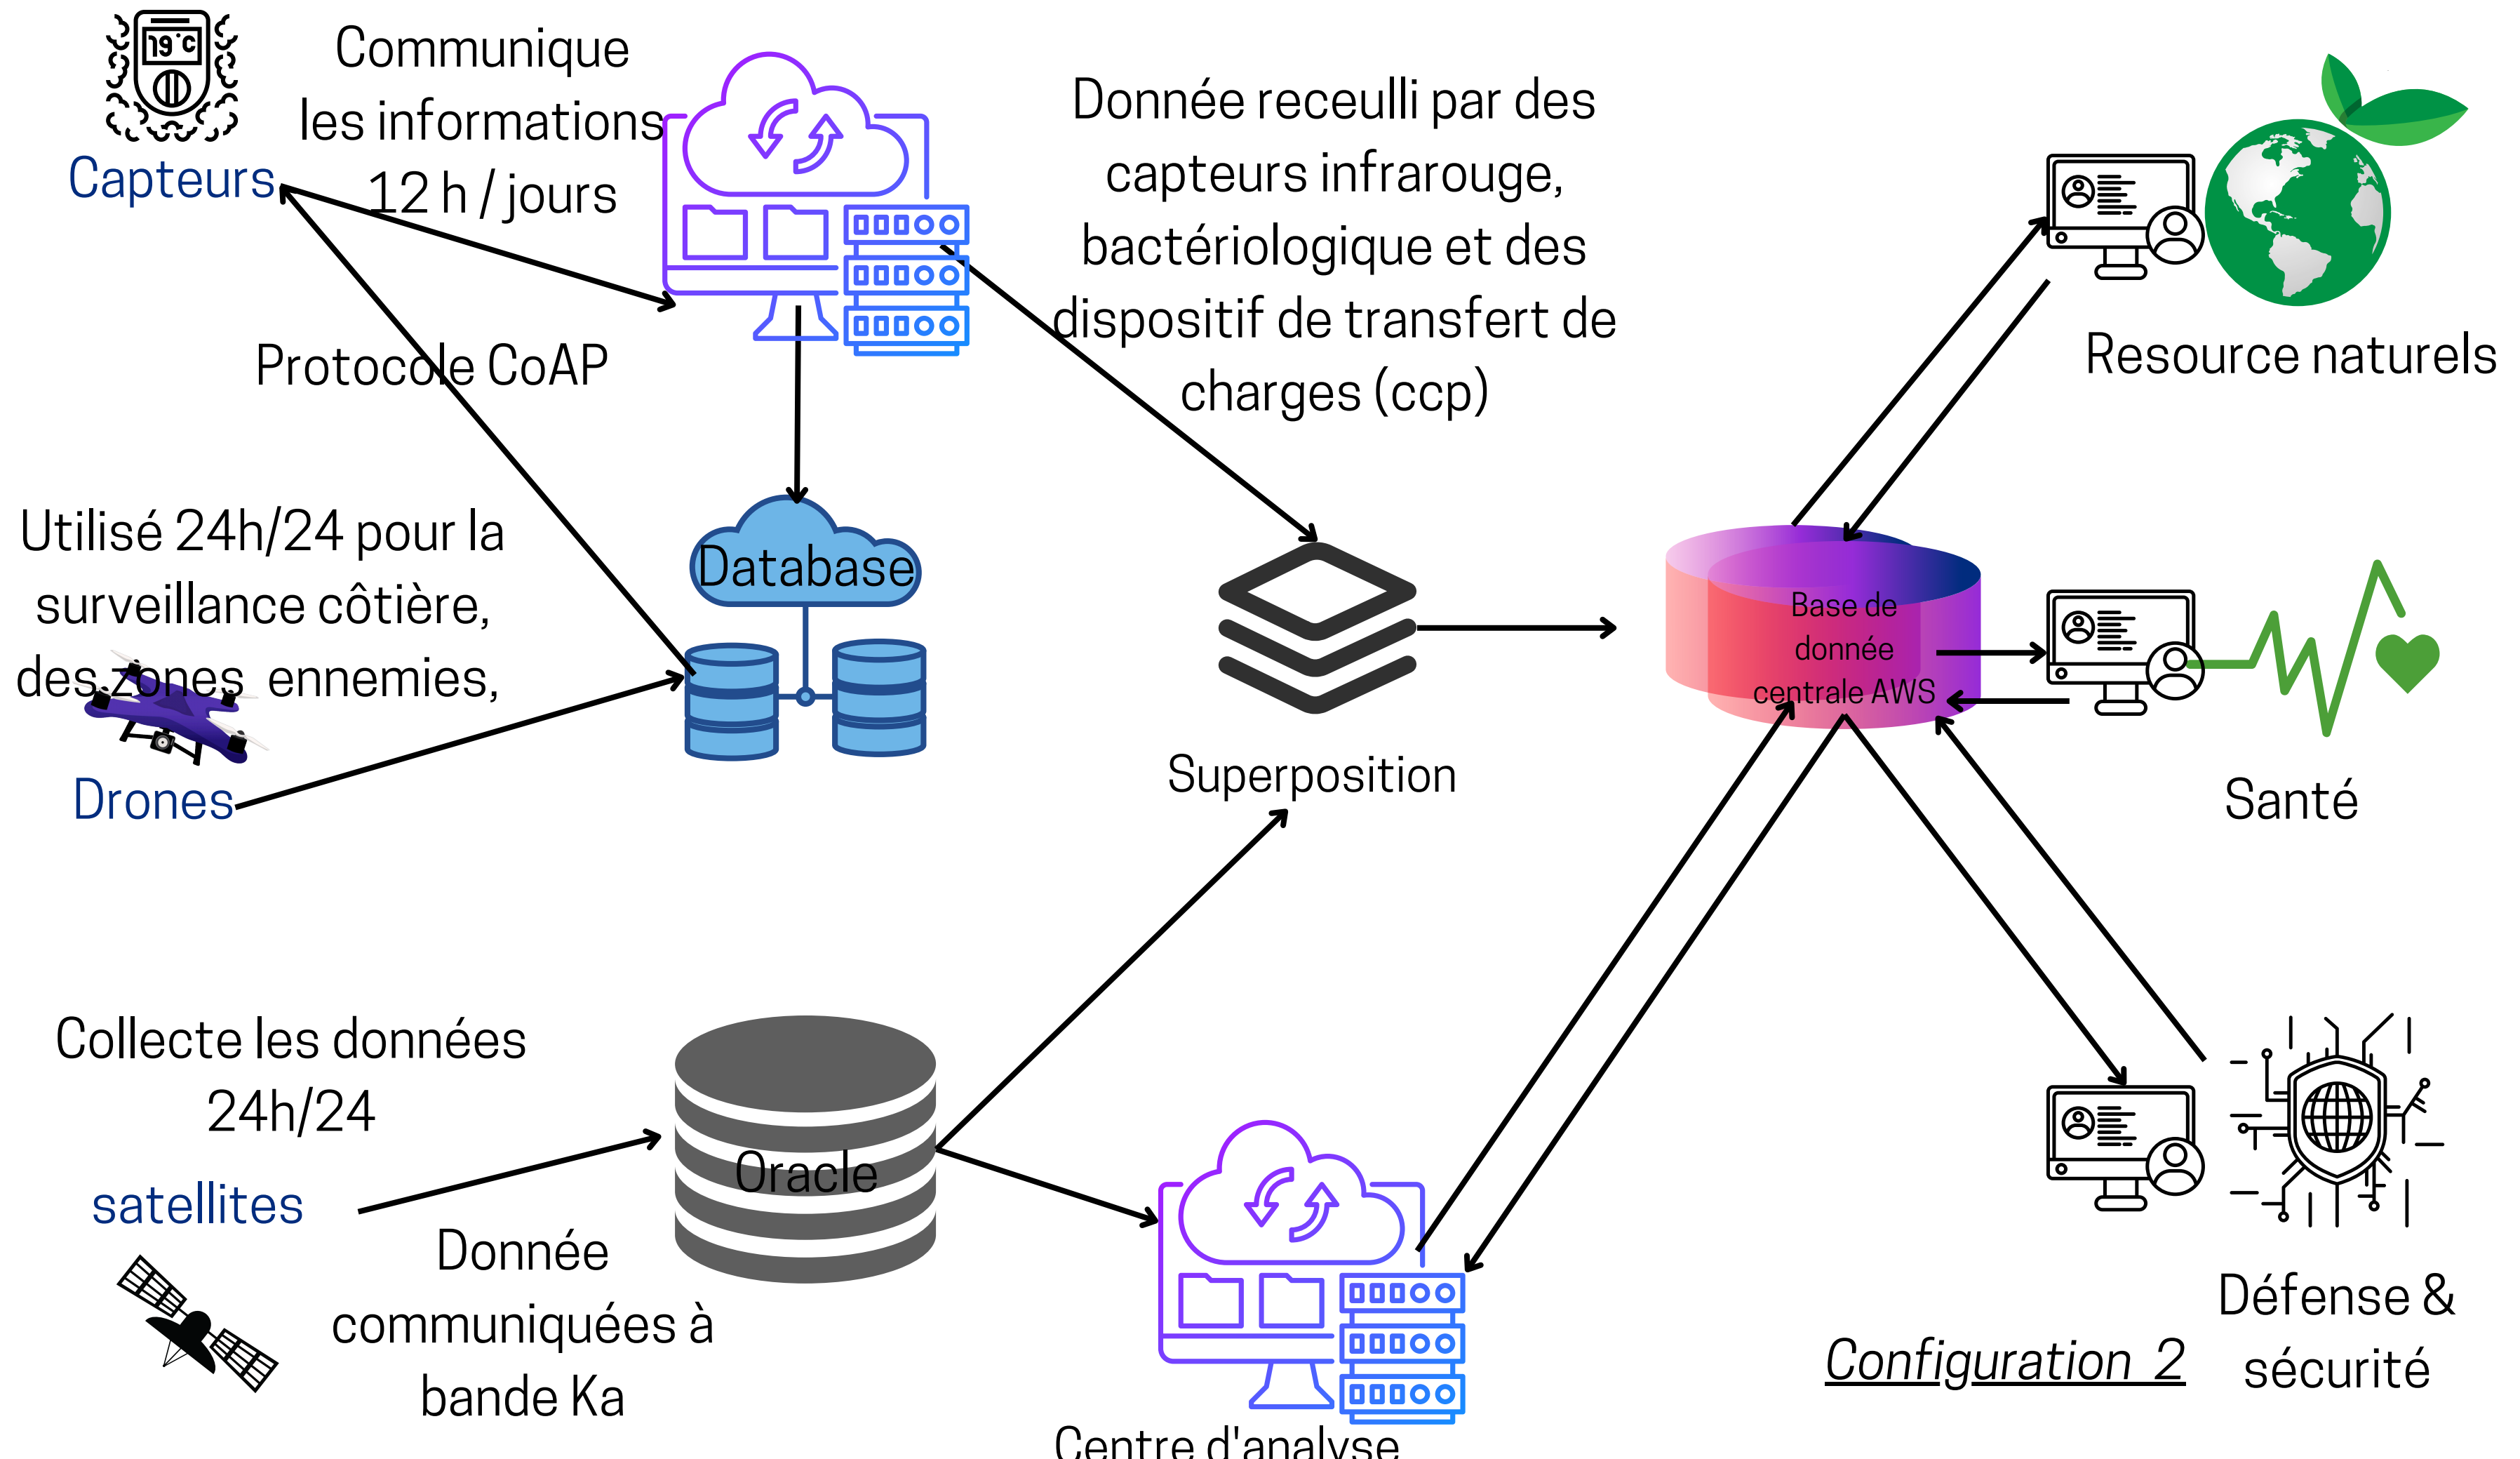 19°C
Capteurs
Communique
les informations
12 h / jours
Protocole CoAP
Donnée receulli par des
capteurs infrarouge,
bactériologique et des
dispositif de transfert de
charges (ccp)
Resource naturels
Utilisé 24h/24 pour la
surveillance côtière,
des zones ennemies,
Drones
Database
Superposition
Base de
donnée
centrale AWS
Santé
Collecte les données
24h/24
satellites
Donnée
communiquées à
bande Ka
Oracle
Centre d'analyse
Configuration 2
Défense &
sécurité